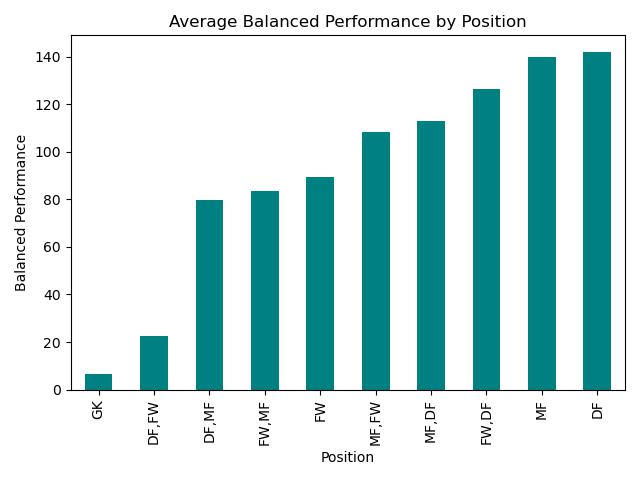 Average Balanced Performance by Position
Balanced Performance
140
120
100
80
60
40
20
0
GK
DF,FW
DF,MF
FW,MF
FW
MF,FW
MF,DF
FW,DF
MF
DF
Position